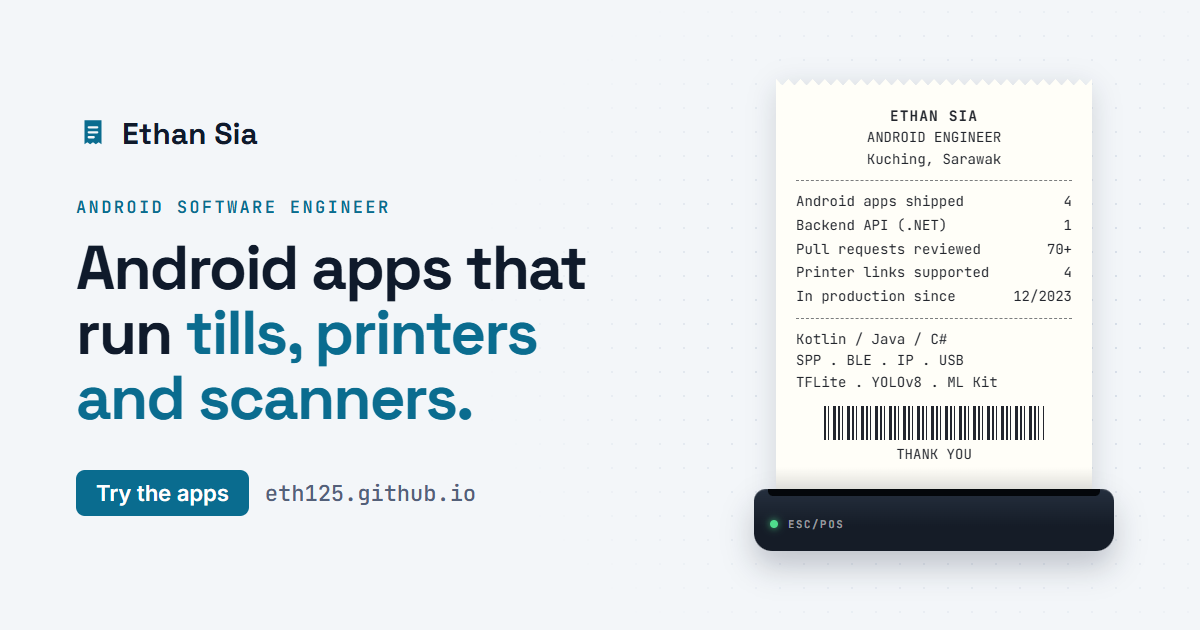 Ethan Sia
ANDROID SOFTWARE ENGINEER
Android apps that
run tills, printers
and scanners.
Try the apps
eth125.github.io
ETHAN SIA
ANDROID ENGINEER
Kuching, Sarawak
Android apps shipped 4
Backend API (.NET) 1
Pull requests reviewed 70+
Printer links supported 4
In production since 12/2023
Kotlin / Java / C#
SPP . BLE . IP . USB
TFLite . YOLOv8 . ML Kit
THANK YOU
ESC/POS